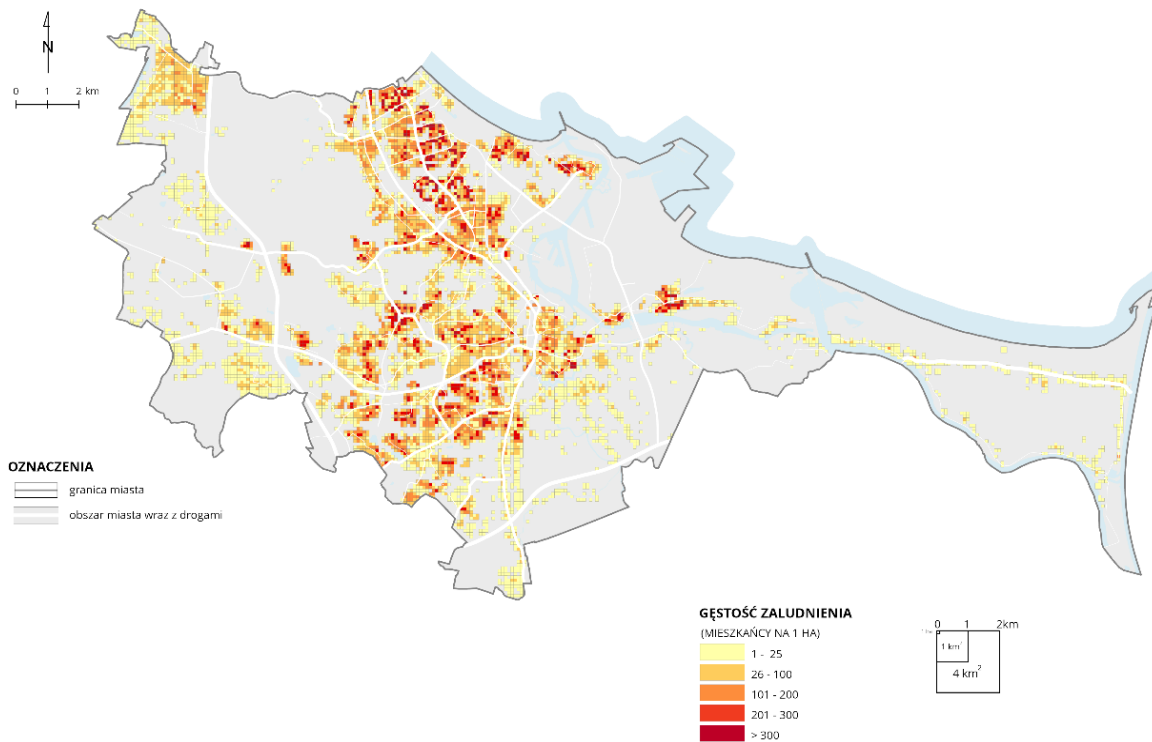 N
0 1 2 km
OZNACZENIA
granica miasta
obszar miasta wraz z drogami
GĘSTOŚĆ ZALUDNIENIA
(MIESZKAŃCY NA 1 HA)
1 - 25
26 - 100
101 - 200
201 - 300
> 300
0 1 2km
1 km²
4 km²